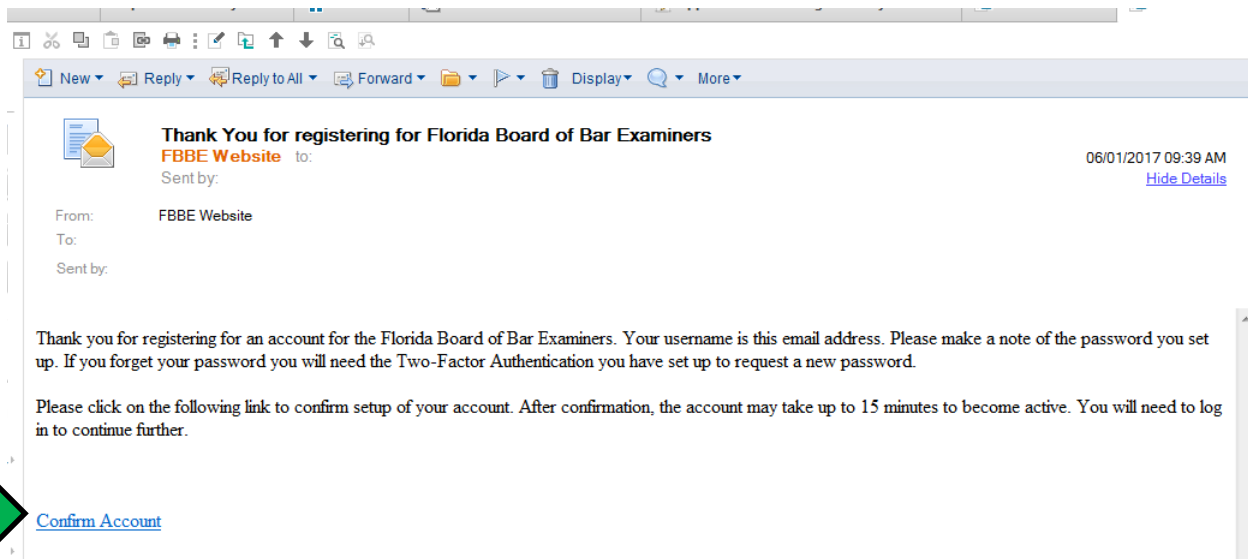 New Reply Reply to All Forward Display More
Thank You for registering for Florida Board of Bar Examiners
FBBE Website to:
06/01/2017 09:39 AM
Sent by:
Hide Details
From: FBBE Website
To:
Sent by:
Thank you for registering for an account for the Florida Board of Bar Examiners. Your username is this email address. Please make a note of the password you set
up. If you forget your password you will need the Two-Factor Authentication you have set up to request a new password.
Please click on the following link to confirm setup of your account. After confirmation, the account may take up to 15 minutes to become active. You will need to log
in to continue further.
Confirm Account